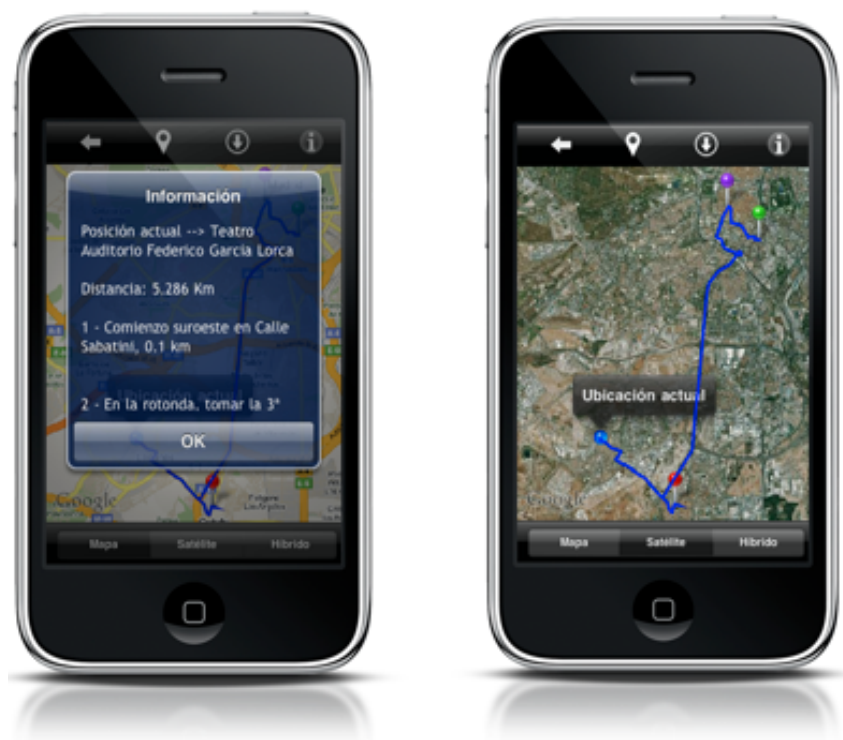 Información
Posición actual --> Teatro
Auditorio Federico García Lorca
Distancia: 5.286 Km
1 - Comienzo suroeste en Calle
Sabatini, 0.1 km
Ubicación actual
2 - En la rotonda, tomar la 3ª
OK
Google
Mapa Satélite Híbrido
Ubicación actual
Google
Mapa Satélite Híbrido